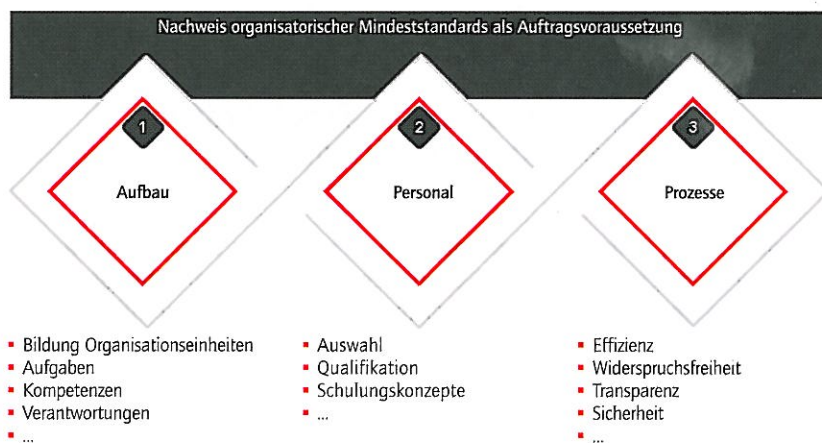 Nachweis organisatorischer Mindeststandards als Auftragsvoraussetzung
1
Aufbau
2
Personal
3
Prozesse
▪ Bildung Organisationseinheiten
▪ Aufgaben
▪ Kompetenzen
▪ Verantwortungen
▪ ...
▪ Auswahl
▪ Qualifikation
▪ Schulungskonzepte
▪ ...
▪ Effizienz
▪ Widerspruchsfreiheit
▪ Transparenz
▪ Sicherheit
▪ ...